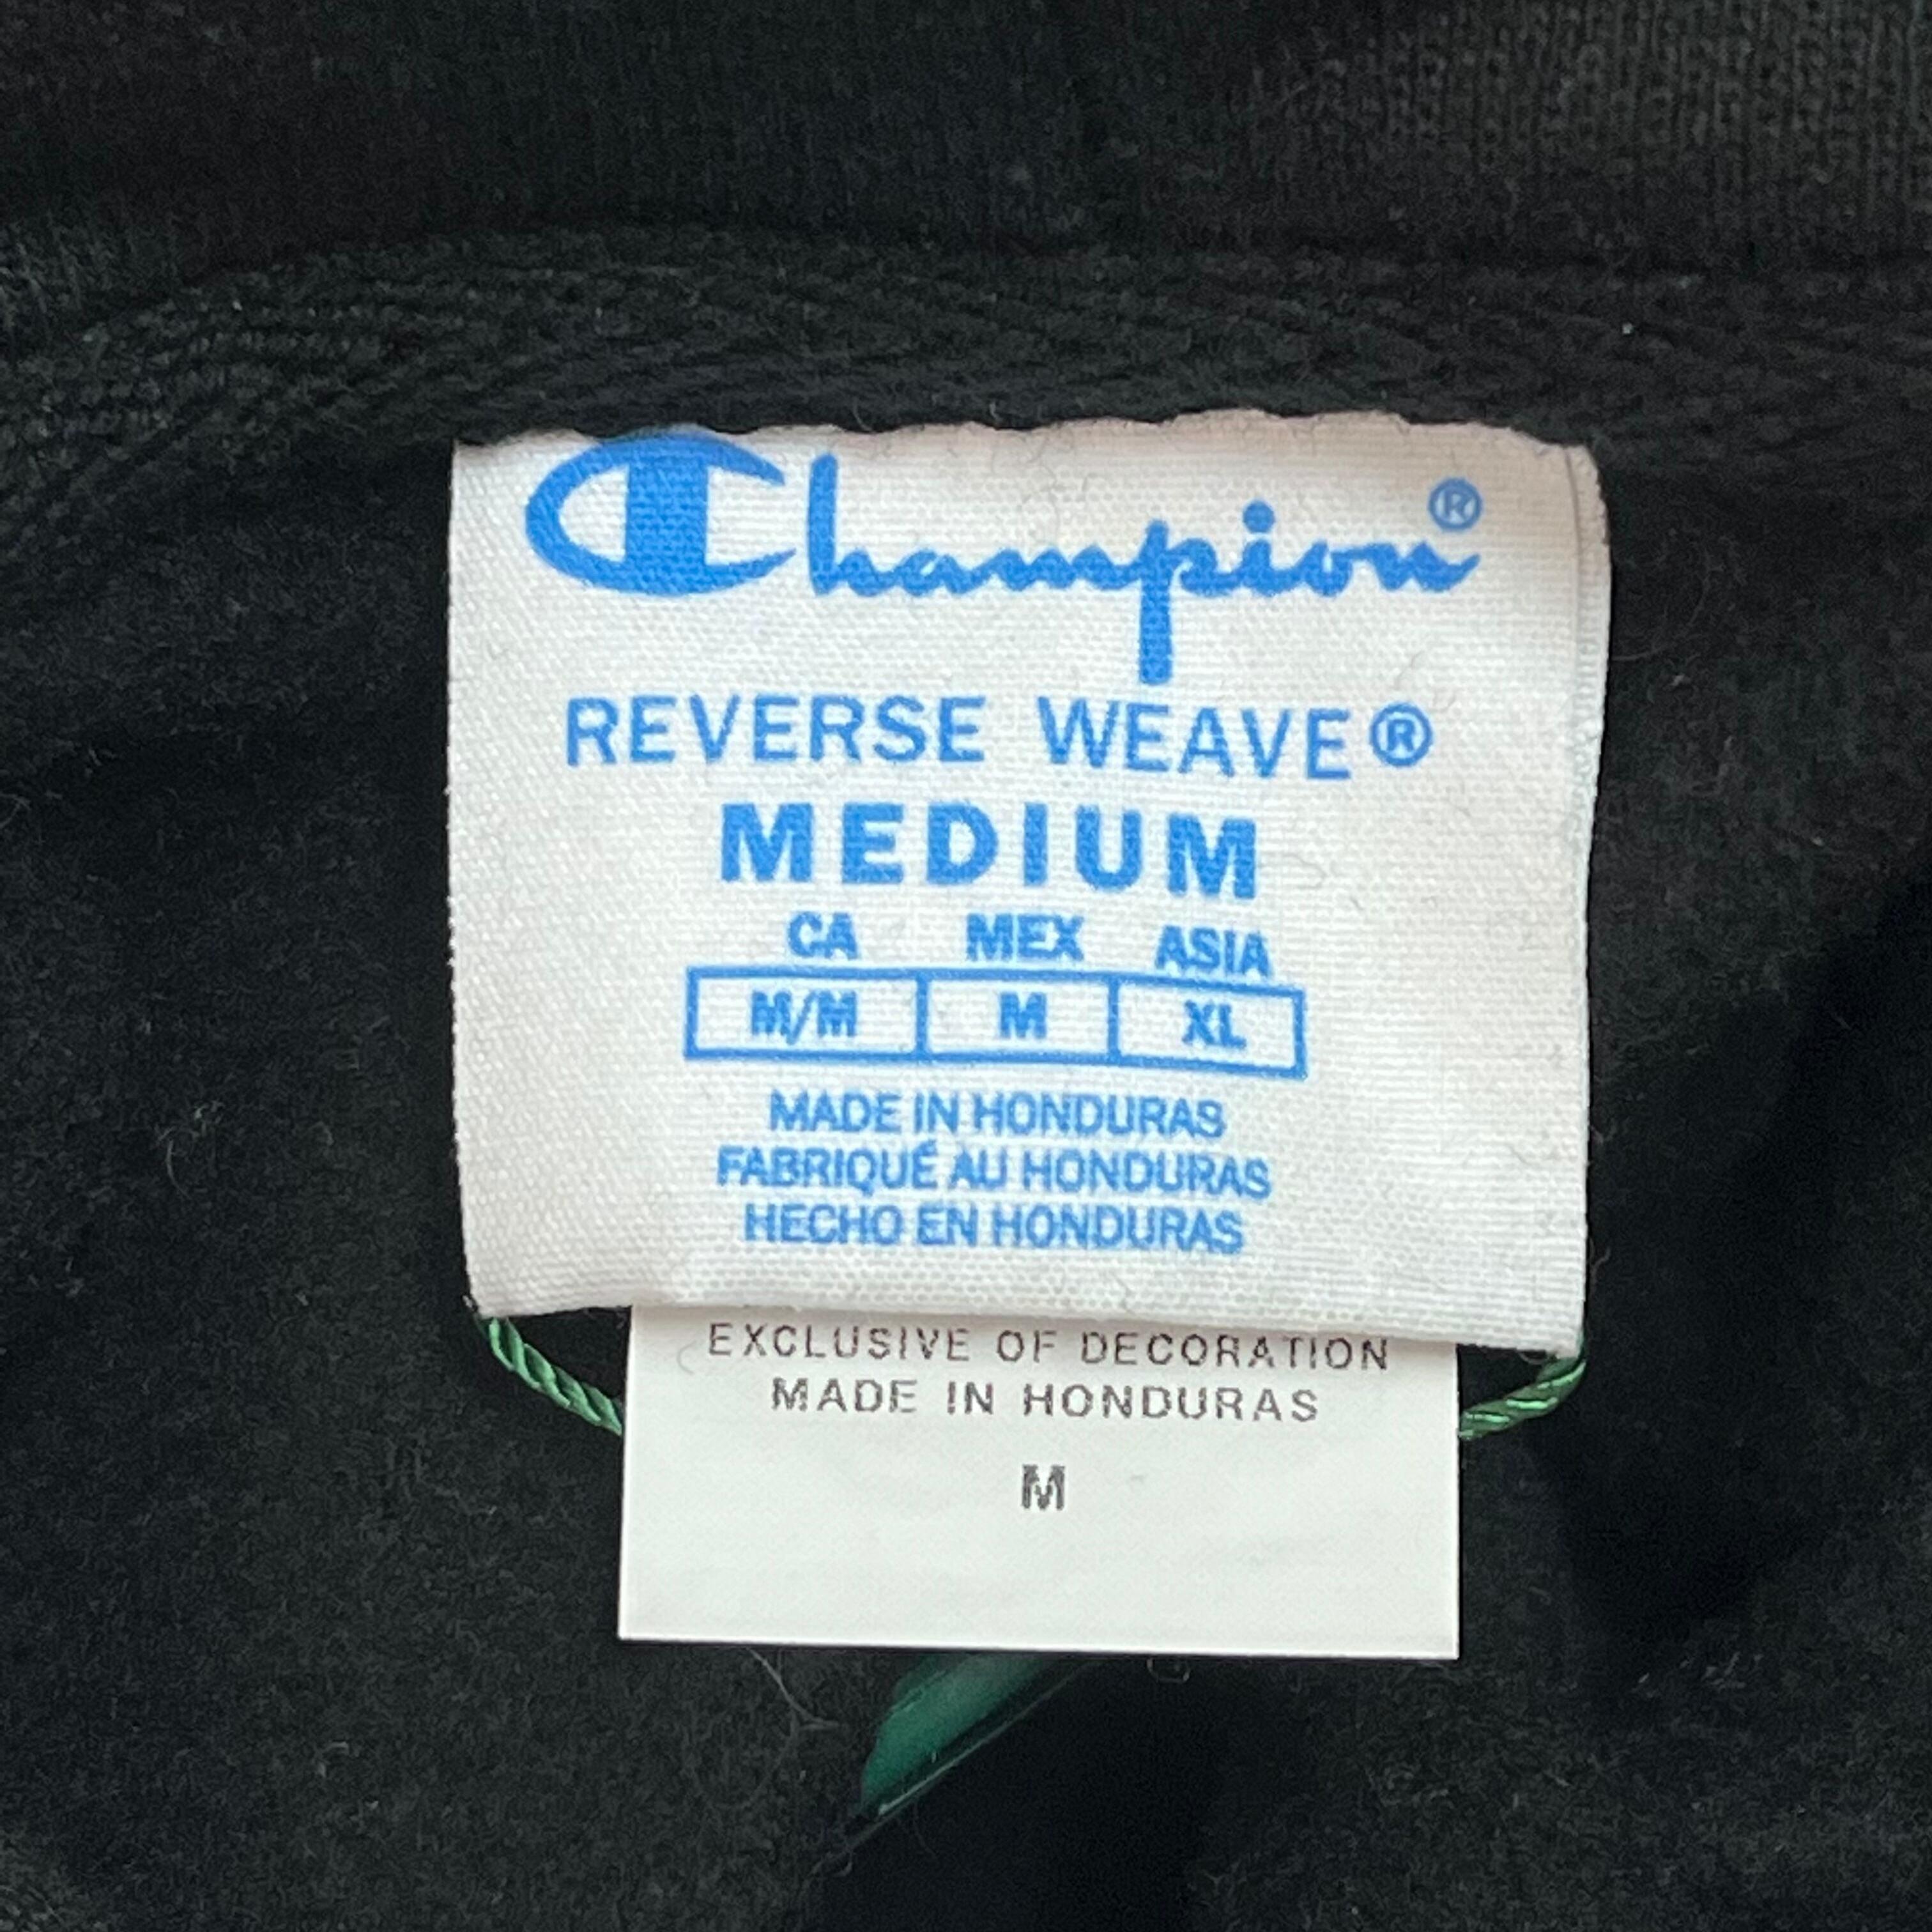 Champion®
REVERSE WEAVE®
MEDIUM
CA MEX ASIA
M/M M XL
MADE IN HONDURAS
FABRIQUÉ AU HONDURAS
HECHO EN HONDURAS
EXCLUSIVE OF DECORATION
MADE IN HONDURAS
M